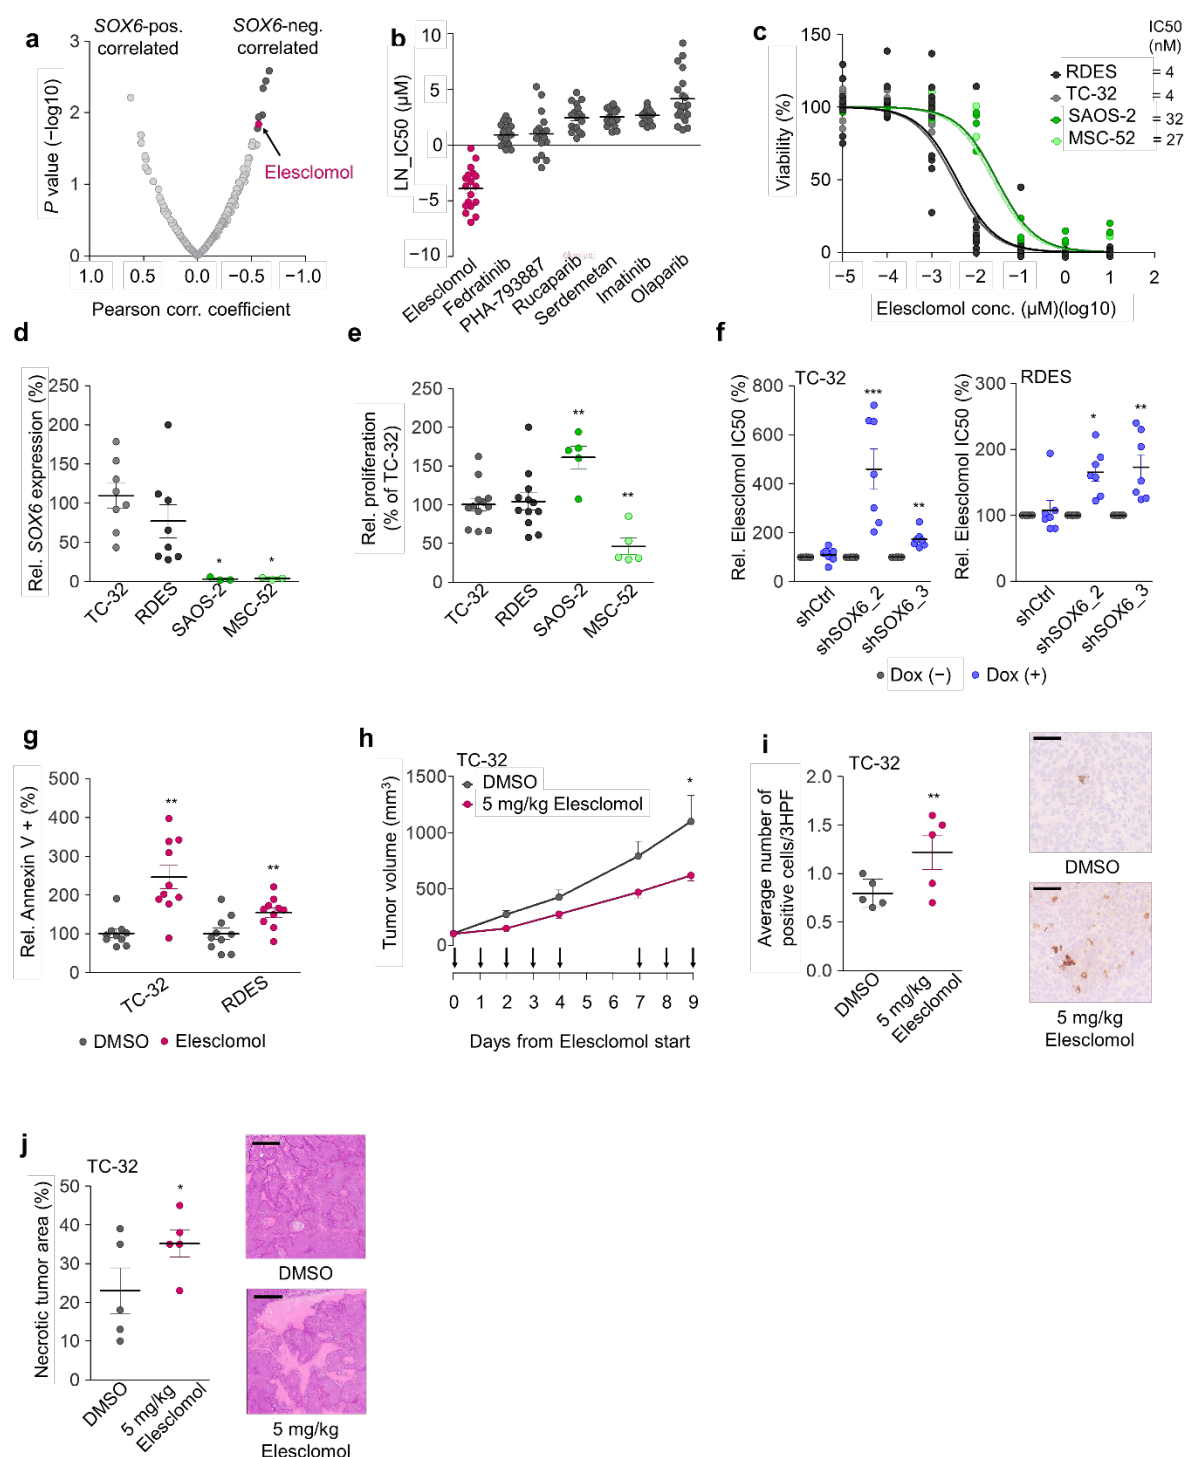 a
SOX6-pos.
correlated
SOX6-neg.
correlated
P value (−log10)
3
2
1
0
Elesclomol
1.0
0.5
0.0
−0.5
−1.0
Pearson corr. coefficient
b
LN_IC50 (µM)
10
5
0
−5
−10
Elesclomol
Fedratinib
PHA-793887
Rucaparib
Serdemetan
Imatinib
Olaparib
c
IC50
(nM)
RDES = 4
TC-32 = 4
SAOS-2 = 32
MSC-52 = 27
Viability (%)
150
100
50
0
−5
−4
−3
−2
−1
0
1
2
Elesclomol conc. (µM)(log10)
d
Rel. SOX6 expression (%)
250
200
150
100
50
0
*
*
TC-32
RDES
SAOS-2
MSC-52
e
Rel. proliferation
(% of TC-32)
250
200
150
100
50
0
**
**
TC-32
RDES
SAOS-2
MSC-52
f
TC-32
Rel. Elesclomol IC50 (%)
800
600
400
200
0
***
**
shCtrl
shSOX6_2
shSOX6_3
RDES
Rel. Elesclomol IC50 (%)
300
200
100
0
*
**
shCtrl
shSOX6_2
shSOX6_3
Dox (−)
Dox (+)
g
Rel. Annexin V + (%)
500
400
300
200
100
0
**
**
TC-32
RDES
DMSO
Elesclomol
h
TC-32
DMSO
5 mg/kg Elesclomol
Tumor volume (mm3)
1500
1000
500
0
*
0 1 2 3 4 7 8 9
Days from Elesclomol start
i
TC-32
Average number of
positive cells/3HPF
2.0
1.5
1.0
0.5
0.0
**
DMSO
5 mg/kg
Elesclomol
DMSO
5 mg/kg
Elesclomol
j
TC-32
Necrotic tumor area (%)
50
40
30
20
10
0
*
DMSO
5 mg/kg
Elesclomol
DMSO
5 mg/kg
Elesclomol